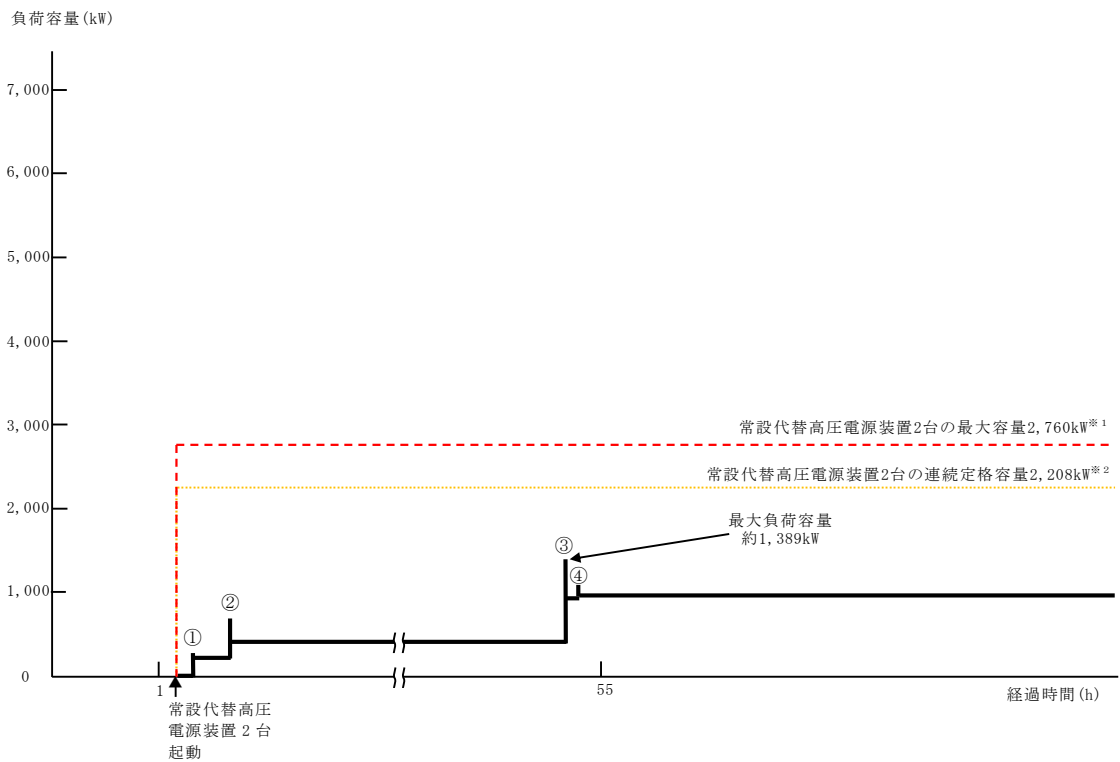 負荷容量(kW)
7,000
6,000
5,000
4,000
3,000
常設代替高圧電源装置2台の最大容量2,760kW※1
常設代替高圧電源装置2台の連続定格容量2,208kW※2
2,000
最大負荷容量
約1,389kW
③
④
1,000
②
①
0
1
55
経過時間(h)
常設代替高圧
電源装置2台
起動